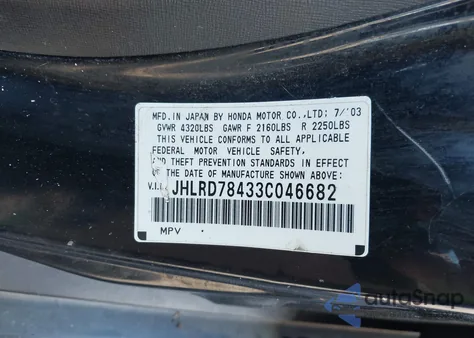 MFD.IN JAPAN BY HONDA MOTOR CO.,LTD; 7/'03
GVWR 4320LBS GAWR F 2160LBS R 2250LBS
THIS VEHICLE CONFORMS TO ALL APPLICABLE
FEDERAL MOTOR VEHICLE SAFETY,
AND THEFT PREVENTION STANDARDS IN EFFECT
THE DATE OF MANUFACTURE SHOWN ABOVE:
JHLRD78433C046682
MPV
autoSnap